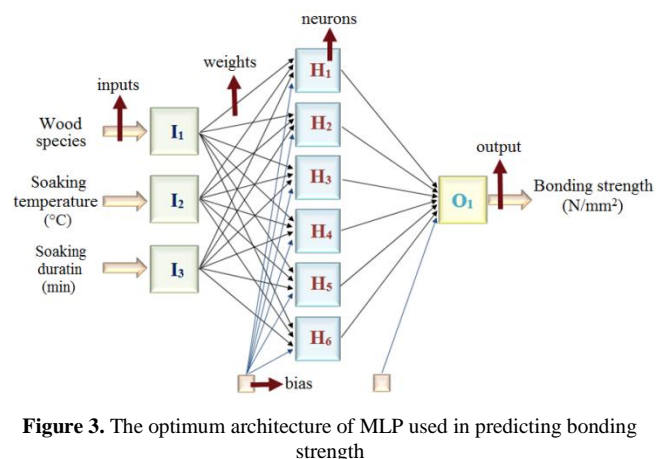 neurons
weights
inputs
Wood
species
I1
Soaking
temperature
(°C)
I2
Soaking
duratin
(min)
I3
H1
H2
H3
H4
H5
H6
bias
output
O1
Bonding strength
(N/mm²)
Figure 3. The optimum architecture of MLP used in predicting bonding
strength